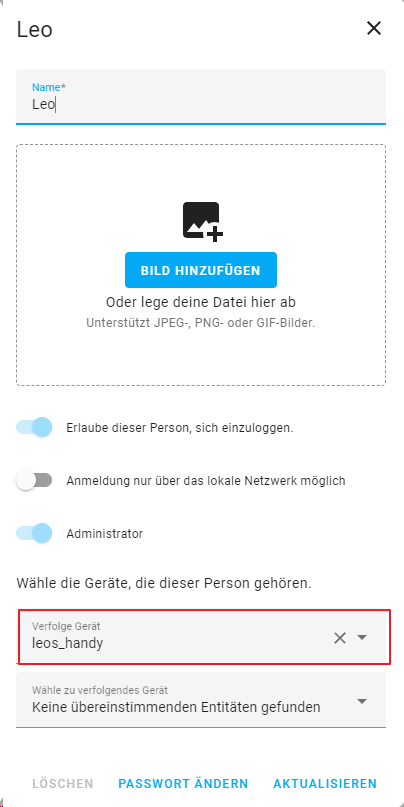 Leo
Name*
Leo
BILD HINZUFÜGEN
Oder lege deine Datei hier ab
Unterstützt JPEG-, PNG- oder GIF-Bilder.
Erlaube dieser Person, sich einzuloggen.
Anmeldung nur über das lokale Netzwerk möglich
Administrator
Wähle die Geräte, die dieser Person gehören.
Verfolge Gerät
leos_handy
Wähle zu verfolgendes Gerät
Keine übereinstimmenden Entitäten gefunden
LÖSCHEN PASSWORT ÄNDERN AKTUALISIEREN